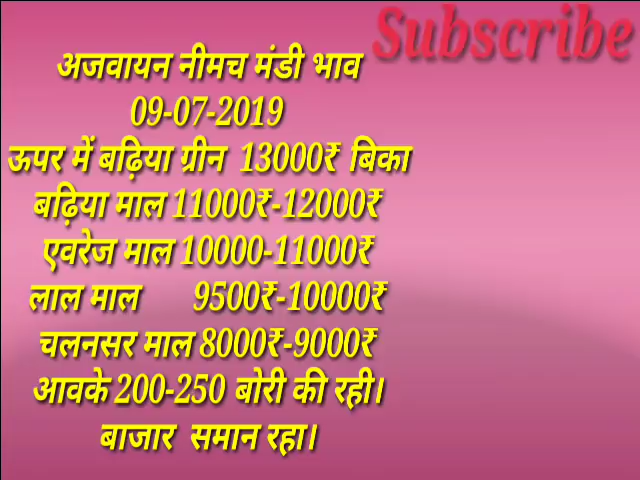 Subscribe
अजवायन नीमच मंडी भाव
09-07-2019
ऊपर में बढ़िया ग्रीन 13000₹ बिका
बढ़िया माल 11000₹-12000₹
एवरेज माल 10000-11000₹
लाल माल 9500₹-10000₹
चलनसर माल 8000₹-9000₹
आवके 200-250 बोरी की रही।
बाजार समान रहा।